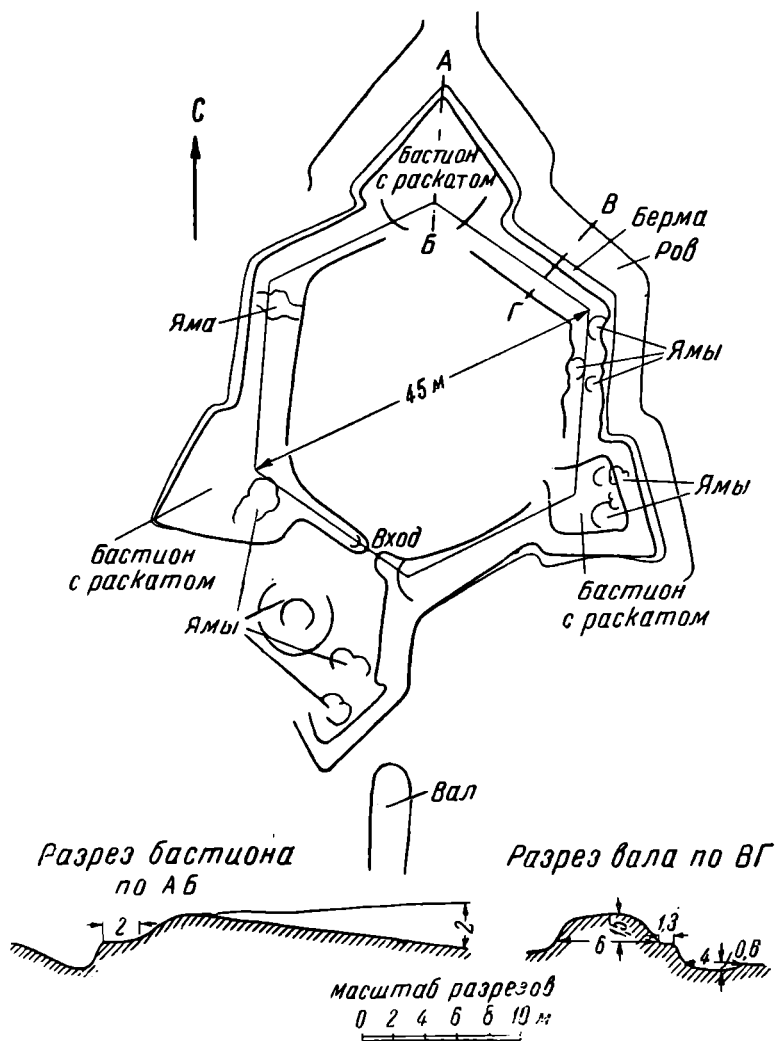 А
С
Бастион
с раскатом
В
Берма
Ров
Б
Г
Яма
Ямы
45 м
Ямы
Вход
Бастион
с раскатом
Бастион
с раскатом
Ямы
Вал
Разрез бастиона
по АБ
Разрез вала по ВГ
2
2
6
1,5
1,3
4
0,6
масштаб разрезов
0 2 4 6 8 10 м